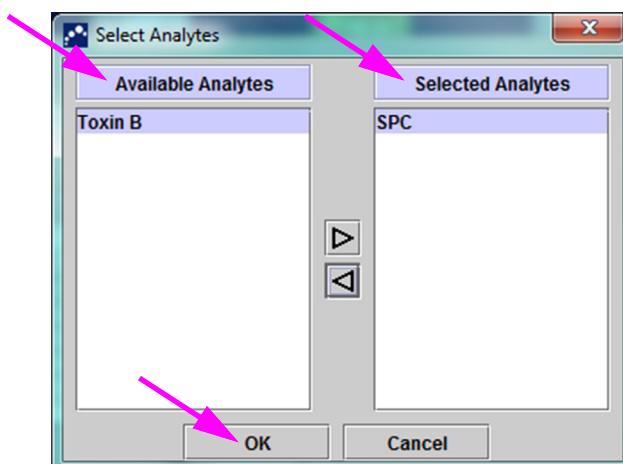 Select Analytes
Available Analytes
Selected Analytes
Toxin B
SPC
OK
Cancel